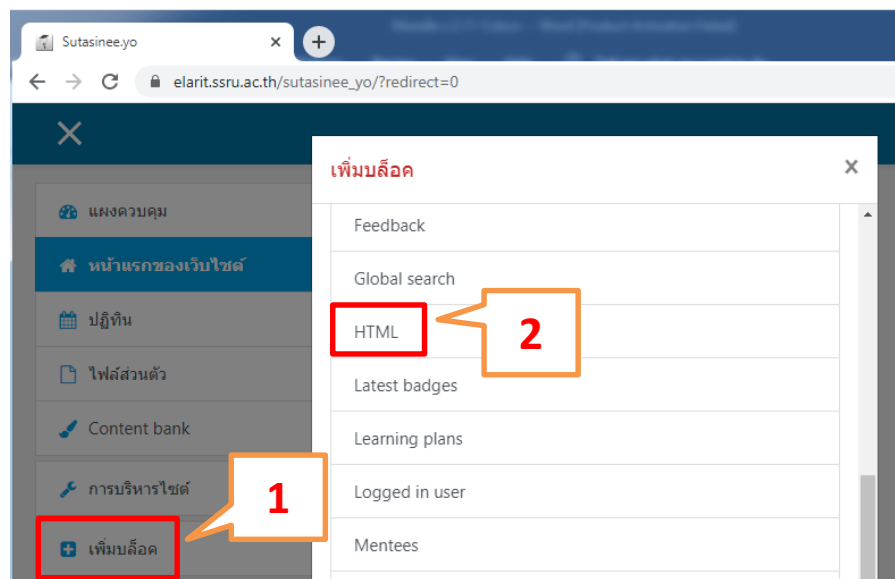 Sutasinee.yo
elarit.ssru.ac.th/sutasinee_yo/?redirect=0
เพิ่มบล็อค
แผงควบคุม
หน้าแรกของเว็บไซต์
ปฏิทิน
ไฟล์ส่วนตัว
Content bank
การบริหารไซต์
1
เพิ่มบล็อค
Feedback
Global search
HTML
2
Latest badges
Learning plans
Logged in user
Mentees